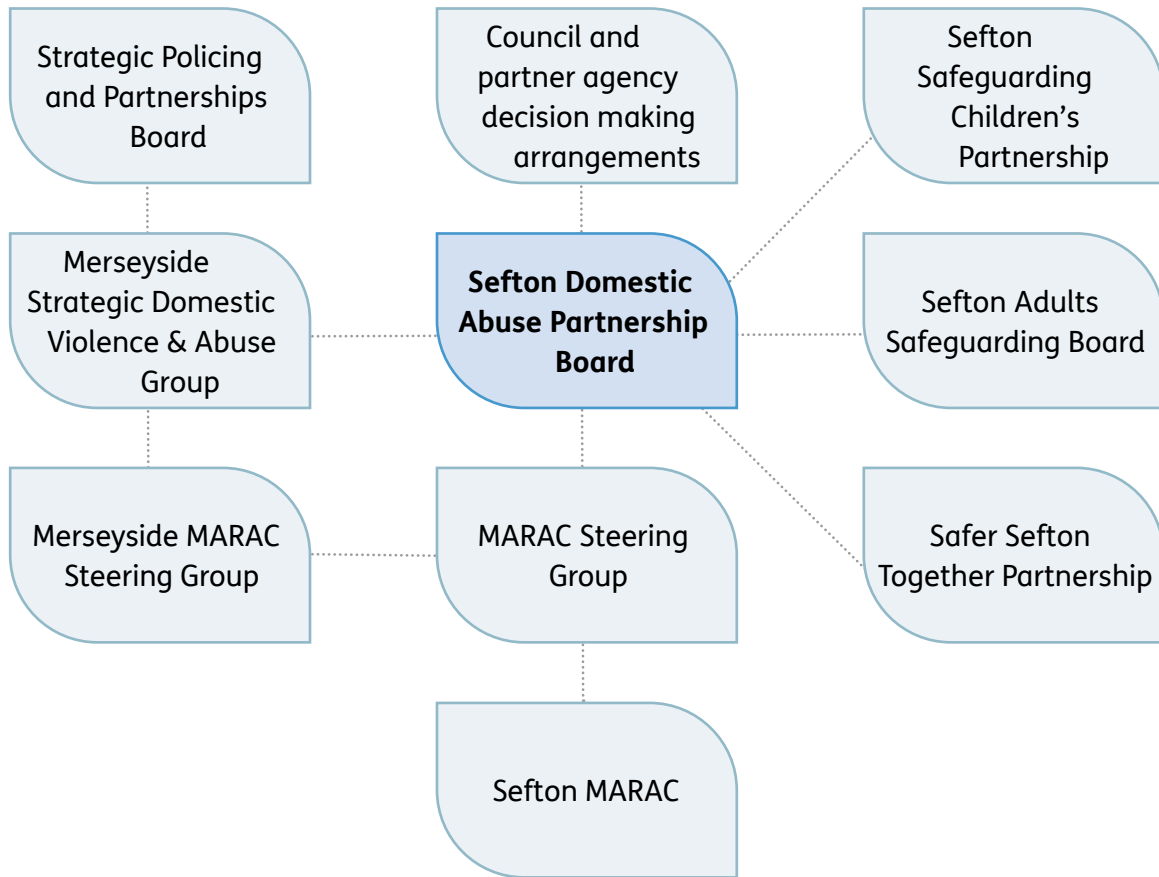 Strategic Policing
and Partnerships
Board
Council and
partner agency
decision making
arrangements
Sefton
Safeguarding
Children’s
Partnership
Merseyside
Strategic Domestic
Violence & Abuse
Group
Sefton Domestic
Abuse Partnership
Board
Sefton Adults
Safeguarding Board
Merseyside MARAC
Steering Group
MARAC Steering
Group
Safer Sefton
Together Partnership
Sefton MARAC